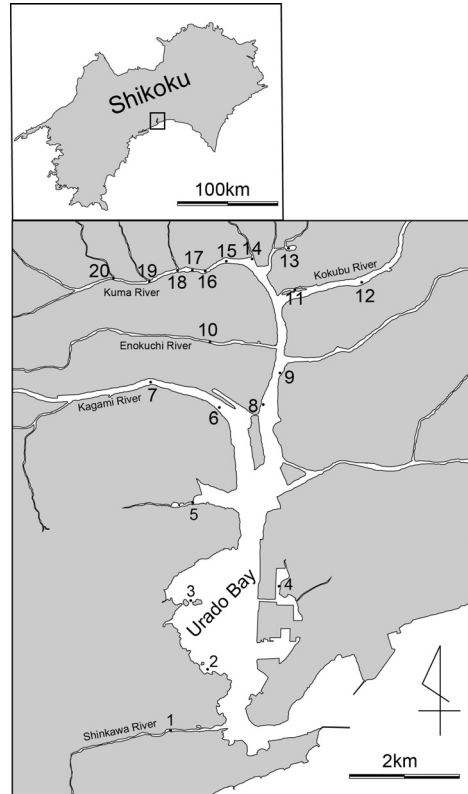 Shikoku
100km
14
15
17
13
Kokubu River
20
19
18
16
11
12
Kuma River
10
Enokuchi River
9
7
8
Kagami River
6
5
4
3
Urado Bay
2
1
Shinkawa River
2km